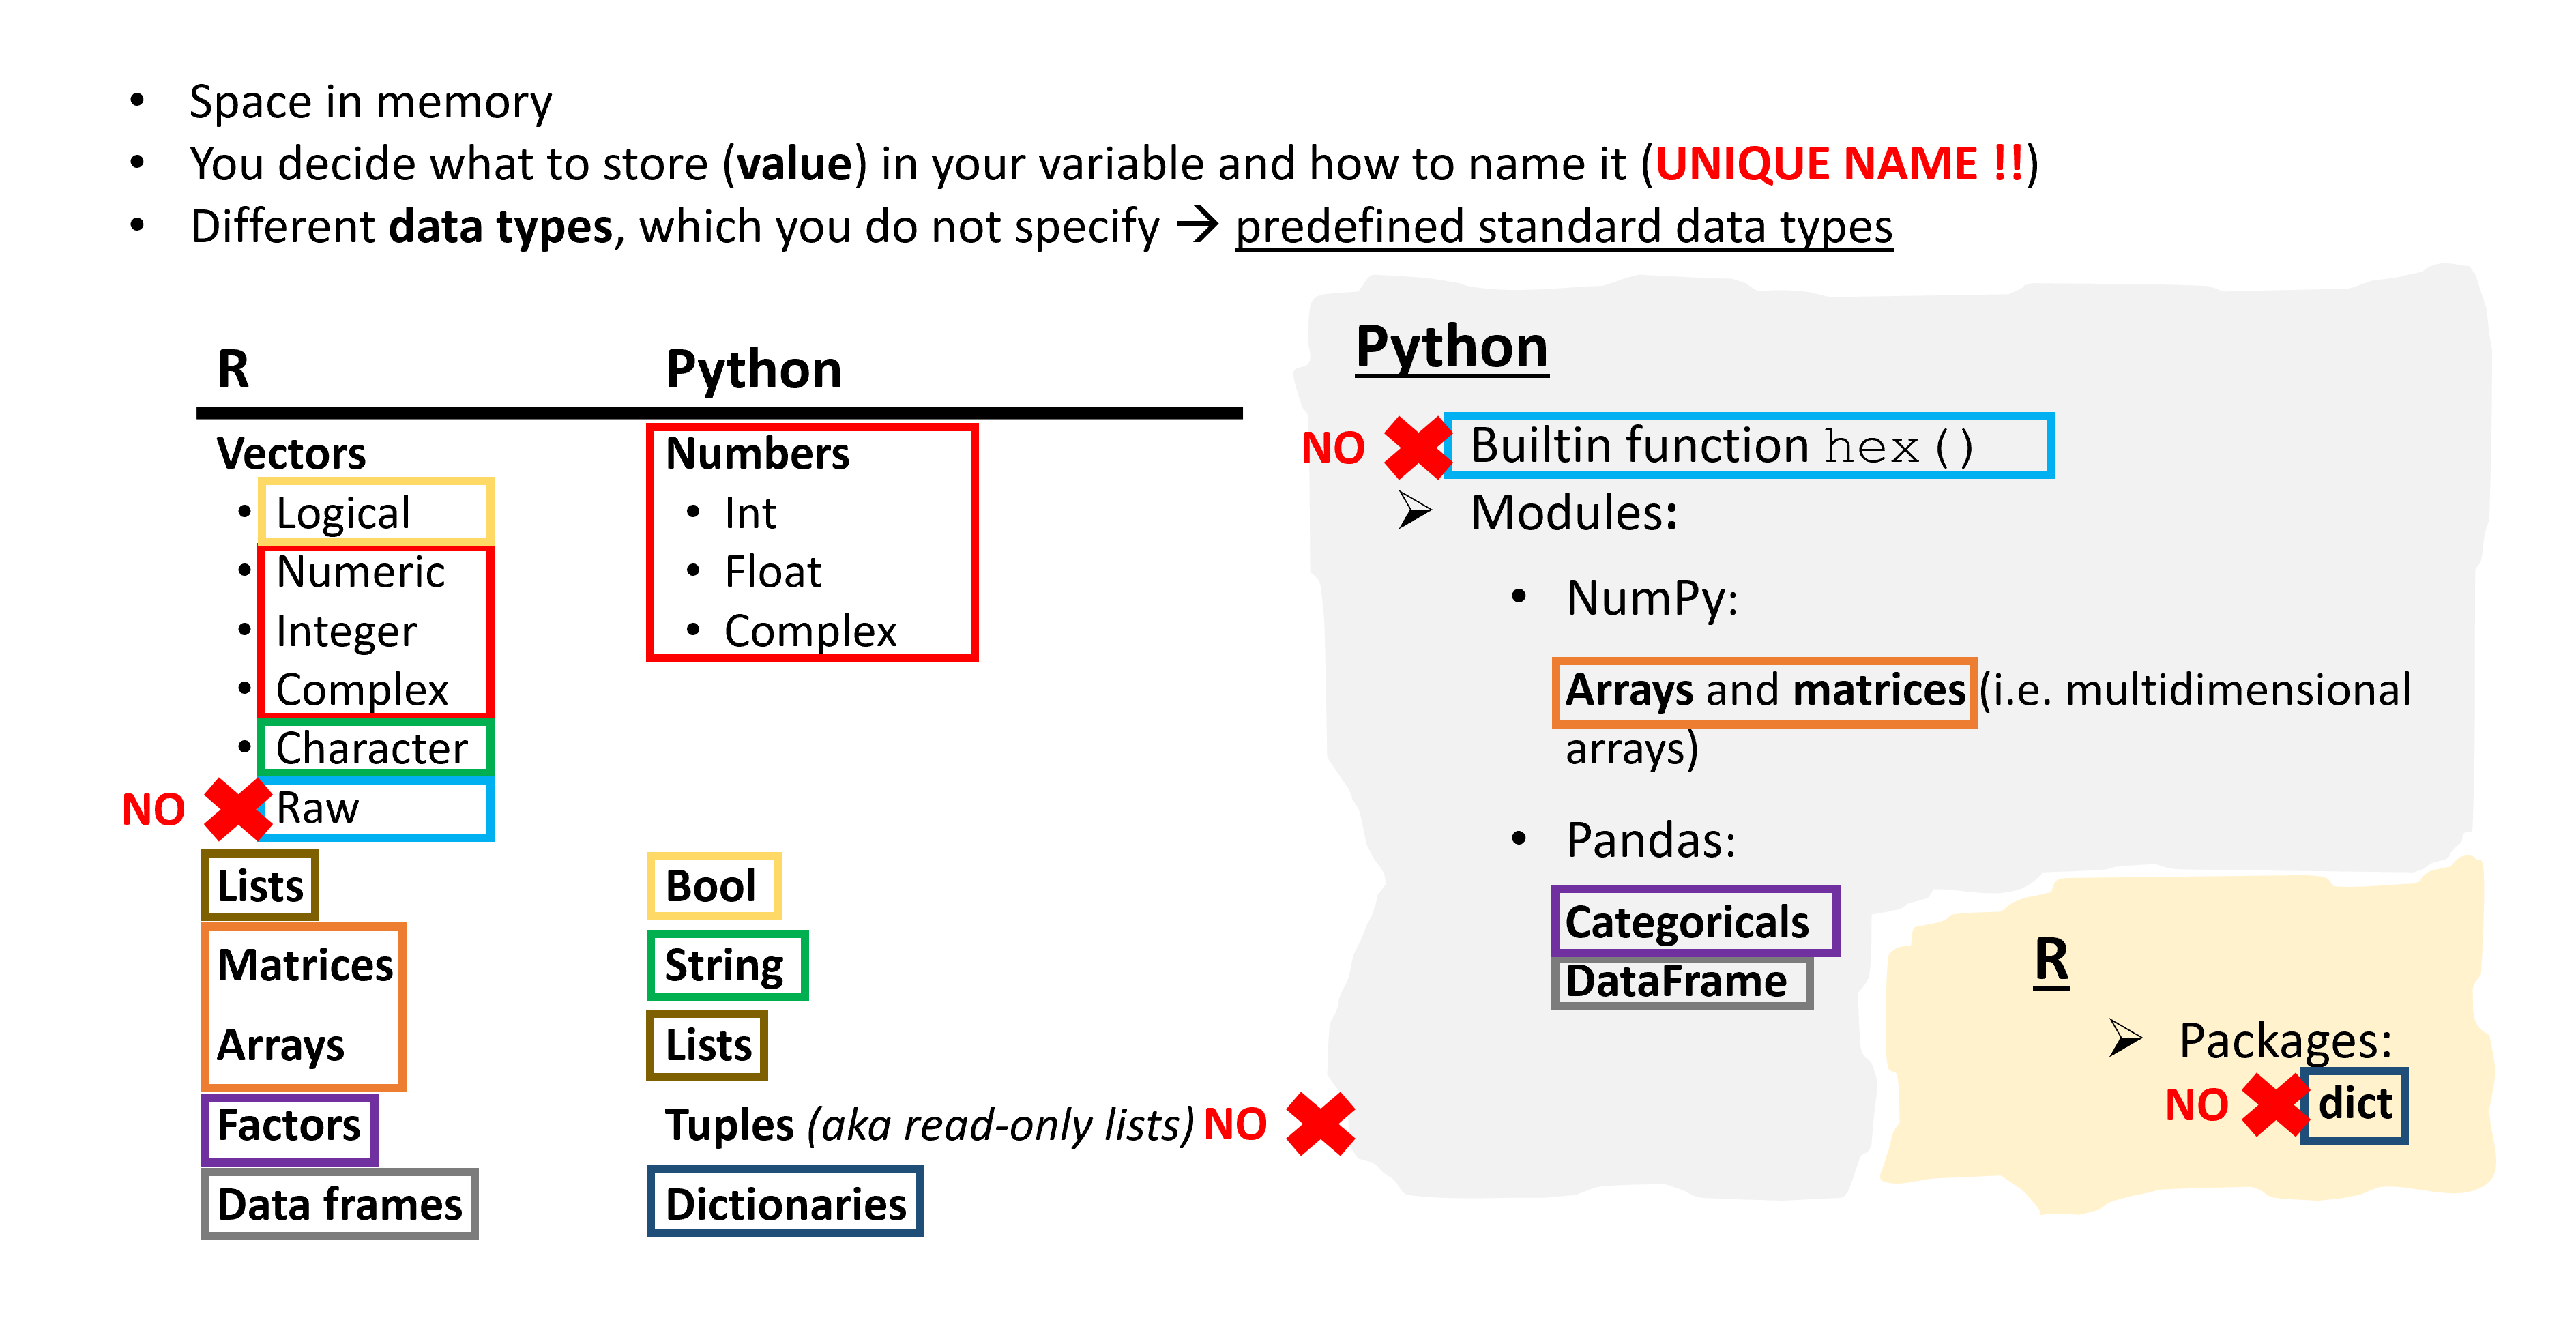 • Space in memory
• You decide what to store (value) in your variable and how to name it (UNIQUE NAME !!)
• Different data types, which you do not specify → predefined standard data types
R
Python
Vectors
• Logical
• Numeric
• Integer
• Complex
• Character
NO ✖ Raw
Lists
Matrices
Arrays
Factors
Data frames
Numbers
• Int
• Float
• Complex
Bool
String
Lists
Tuples (aka read-only lists) NO ✖
Dictionaries
Python
NO ✖ Builtin function hex()
➢ Modules:
• NumPy:
Arrays and matrices (i.e. multidimensional
arrays)
• Pandas:
Categoricals
DataFrame
R
➢ Packages:
NO ✖ dict